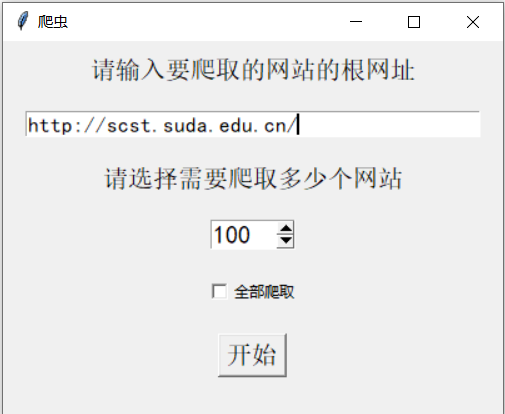 爬虫
请输入要爬取的网站的根网址
http://scst.suda.edu.cn/
请选择需要爬取多少个网站
100
全部爬取
开始